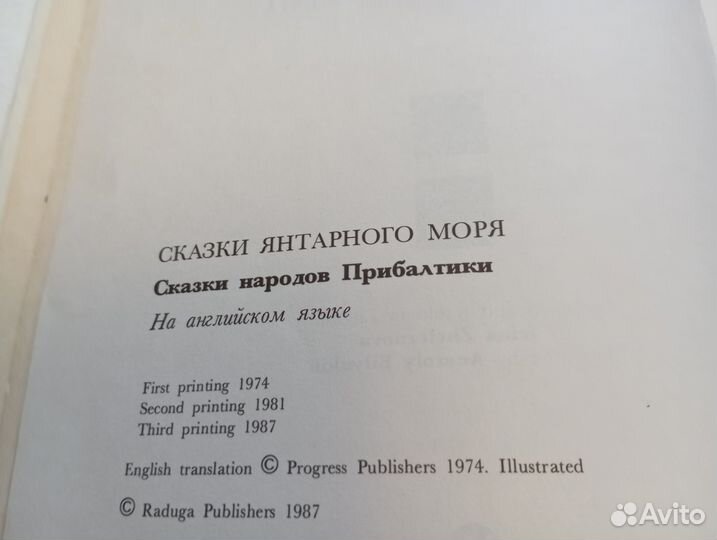 СКАЗКИ ЯНТАРНОГО МОРЯ
Сказки народов Прибалтики
На английском языке
First printing 1974
Second printing 1981
Third printing 1987
English translation © Progress Publishers 1974. Illustrated
© Raduga Publishers 1987
Avito